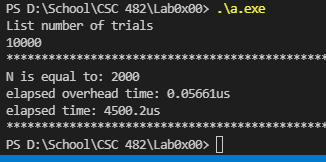 PS D:\School\CSC 482\Lab0x00> .\a.exe
List number of trials
10000
************************************************
N is equal to: 2000
elapsed overhead time: 0.05661us
elapsed time: 4500.2us
************************************************
PS D:\School\CSC 482\Lab0x00>